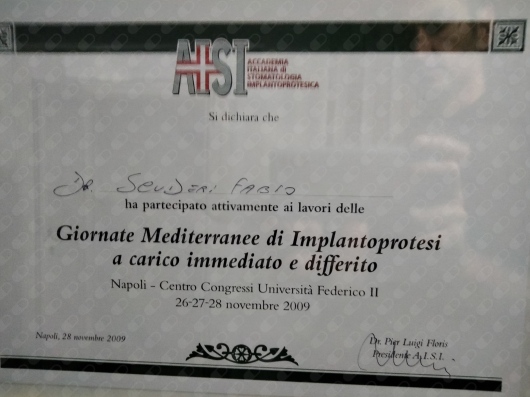 AISI ACCADEMIA
ITALIANA di
STOMATOLOGIA
IMPLANTOPROTESICA
Si dichiara che
Dr. SCUDERI FABIO
ha partecipato attivamente ai lavori delle
Giornate Mediterranee di Implantoprotesi
a carico immediato e differito
Napoli - Centro Congressi Università Federico II
26-27-28 novembre 2009
Napoli, 28 novembre 2009
Dr. Pier Luigi Floris
Presidente A.I.S.I.